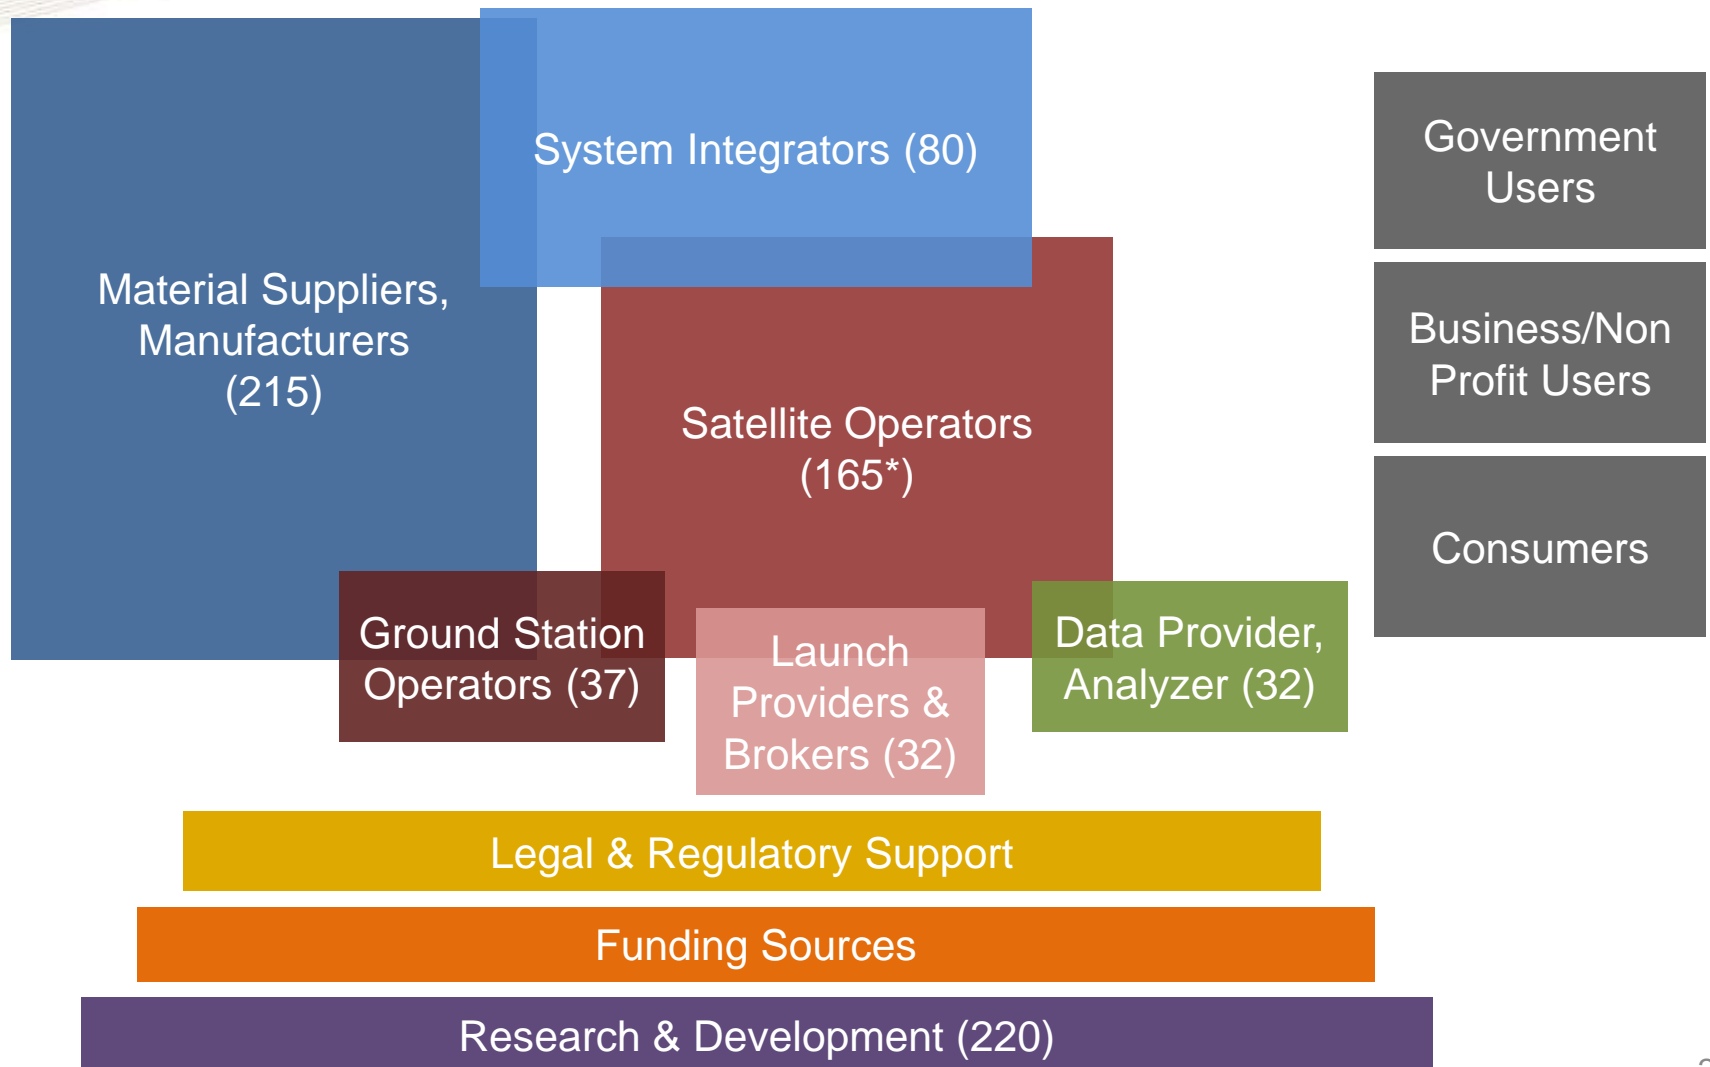 System Integrators (80)
Material Suppliers,
Manufacturers
(215)
Satellite Operators
(165*)
Ground Station
Operators (37)
Launch
Providers &
Brokers (32)
Data Provider,
Analyzer (32)
Government
Users
Business/Non
Profit Users
Consumers
Legal & Regulatory Support
Funding Sources
Research & Development (220)